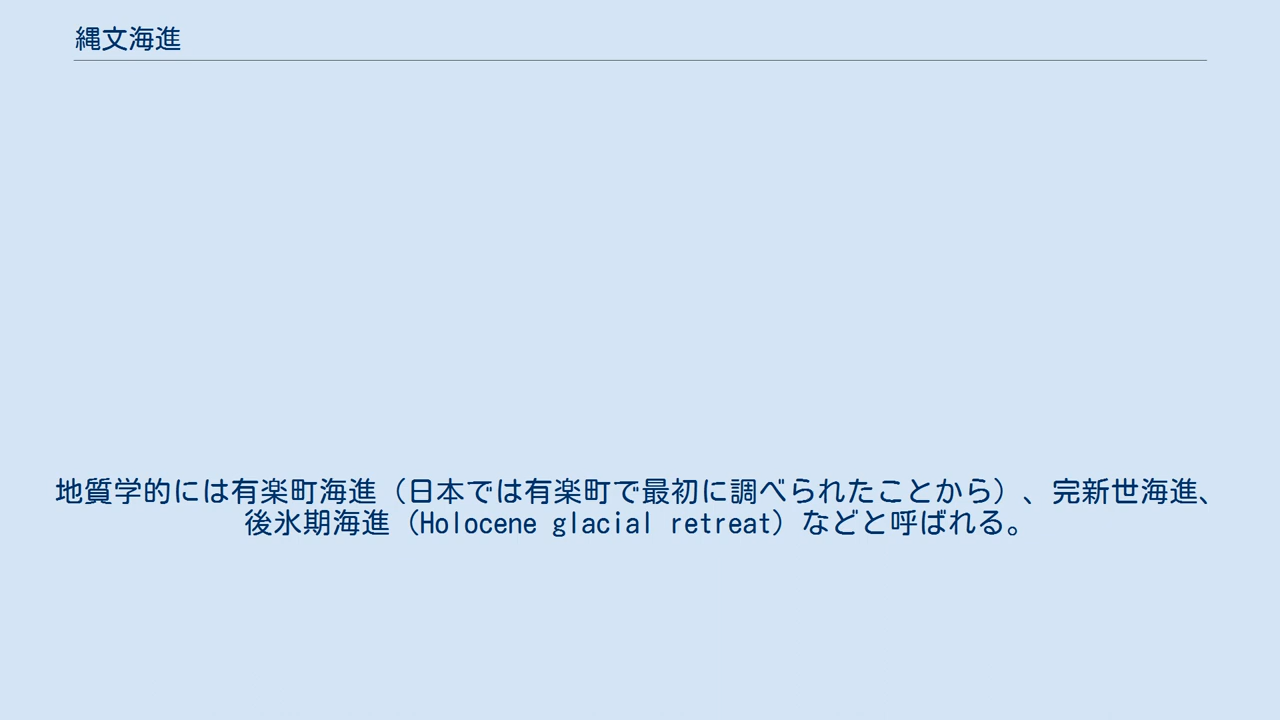 縄文海進
地質学的には有楽町海進（日本では有楽町で最初に調べられたことから）、完新世海進、
後氷期海進（Holocene glacial retreat）などと呼ばれる。